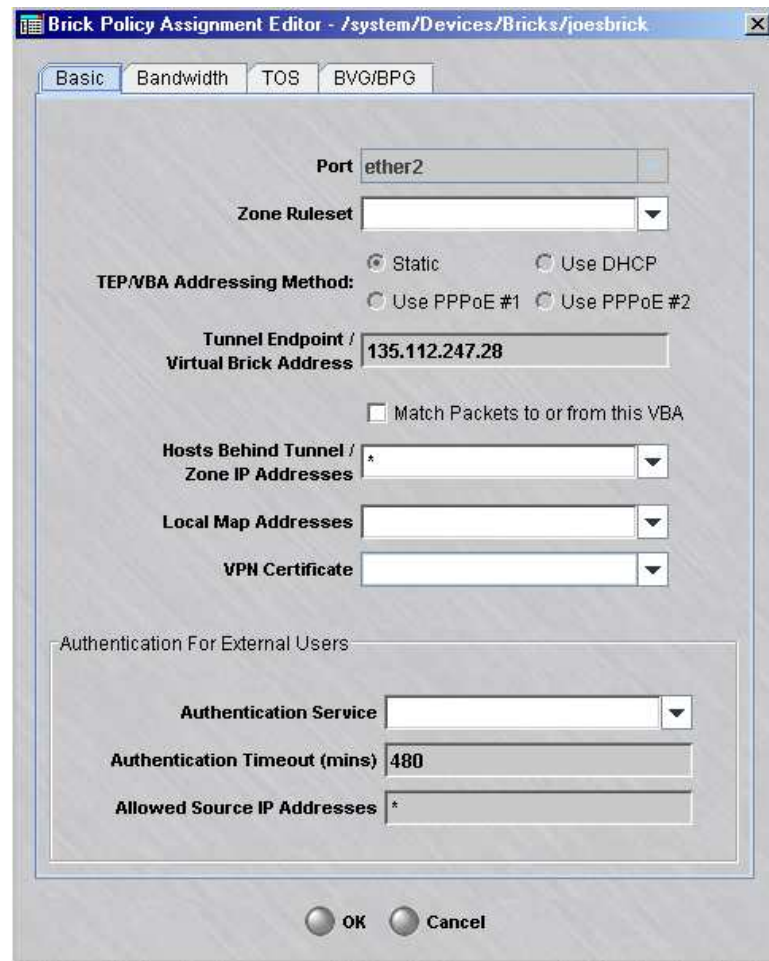 Brick Policy Assignment Editor - /system/Devices/Bricks/joesbrick
Basic Bandwidth TOS BVG/BPG
Port ether2
Zone Ruleset
TEP/VBA Addressing Method:
Static Use DHCP
Use PPPoE #1 Use PPPoE #2
Tunnel Endpoint /
Virtual Brick Address
135.112.247.28
Match Packets to or from this VBA
Hosts Behind Tunnel /
Zone IP Addresses
*
Local Map Addresses
VPN Certificate
Authentication For External Users
Authentication Service
Authentication Timeout (mins) 480
Allowed Source IP Addresses *
OK Cancel